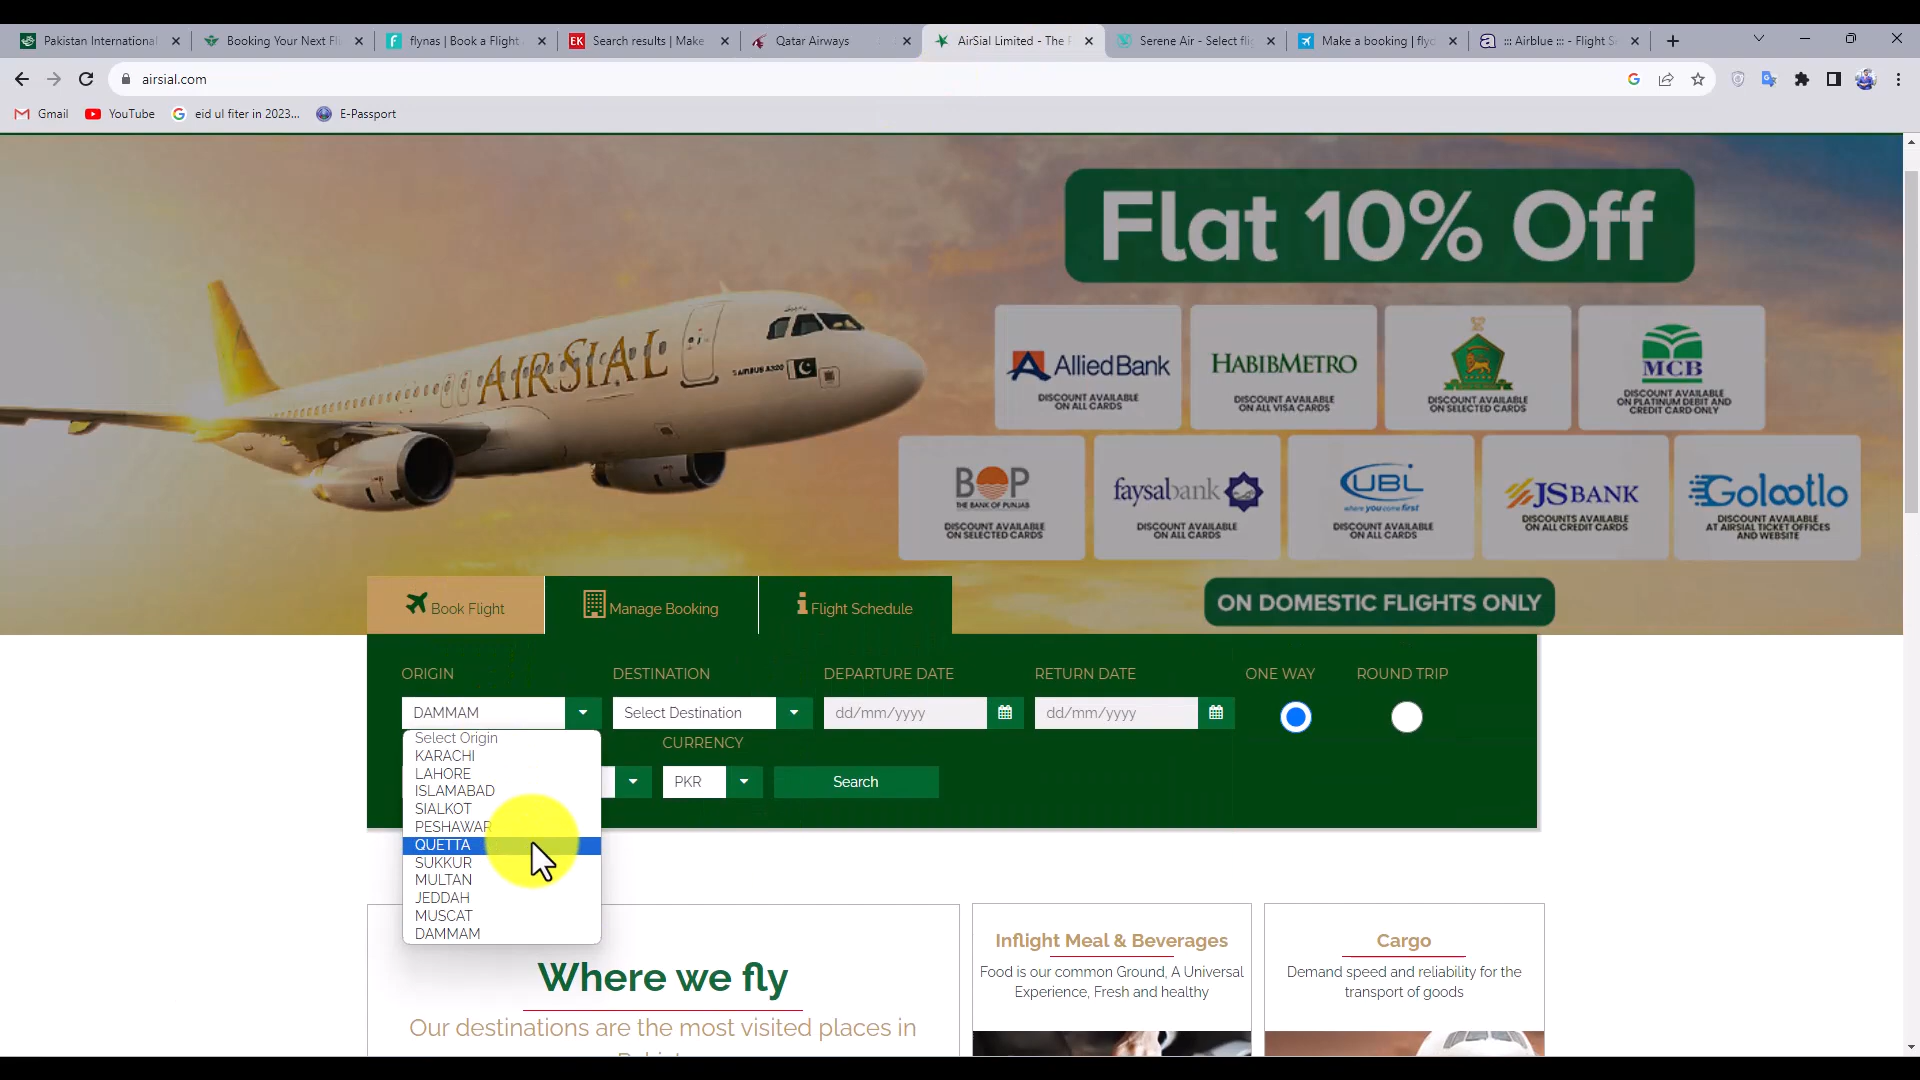 Pakistan International
Booking Your Next Fli
flynas | Book a Flight
EK Search results | Make
Qatar Airways
AirSial Limited - The P
Serene Air - Select fli
Make a booking | flyd
::: Airblue ::: - Flight S
airsial.com
Gmail
YouTube
eid ul fiter in 2023...
E-Passport
Flat 10% Off
AIRSIAL
AIRBUS A320
Allied Bank
DISCOUNT AVAILABLE
ON ALL CARDS
HABIBMETRO
DISCOUNT AVAILABLE
ON ALL VISA CARDS
DISCOUNT AVAILABLE
ON SELECTED CARDS
MCB
DISCOUNT AVAILABLE
ON PLATINUM DEBIT AND
CREDIT CARD ONLY
BOP
THE BANK OF PUNJAB
DISCOUNT AVAILABLE
ON SELECTED CARDS
faysalbank
DISCOUNT AVAILABLE
ON ALL CARDS
UBL
where you come first
DISCOUNT AVAILABLE
ON ALL CARDS
JS BANK
DISCOUNTS AVAILABLE
ON ALL CREDIT CARDS
Golootlo
DISCOUNT AVAILABLE
AT AIRSIAL TICKET OFFICES
AND WEBSITE
ON DOMESTIC FLIGHTS ONLY
Book Flight
Manage Booking
Flight Schedule
ORIGIN
DESTINATION
DEPARTURE DATE
RETURN DATE
ONE WAY
ROUND TRIP
DAMMAM
Select Destination
dd/mm/yyyy
dd/mm/yyyy
CURRENCY
PKR
Search
Select Origin
KARACHI
LAHORE
ISLAMABAD
SIALKOT
PESHAWAR
QUETTA
SUKKUR
MULTAN
JEDDAH
MUSCAT
DAMMAM
Where we fly
Our destinations are the most visited places in
Inflight Meal & Beverages
Food is our common Ground, A Universal
Experience, Fresh and healthy
Cargo
Demand speed and reliability for the
transport of goods